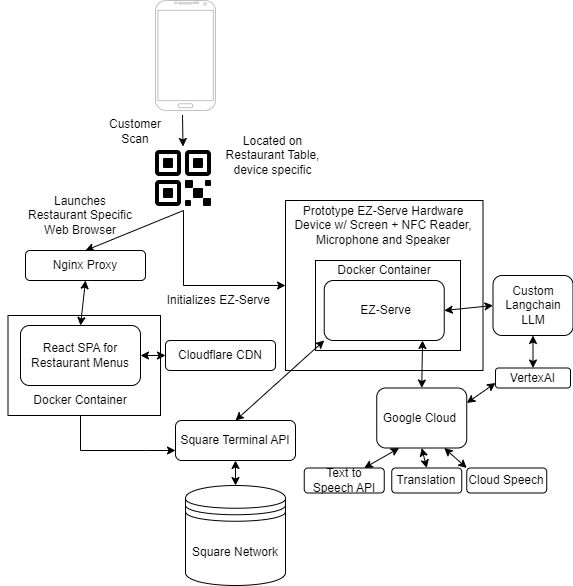 Customer
Scan
Located on
Restaurant Table,
device specific
Launches
Restaurant Specific
Web Browser
Prototype EZ-Serve Hardware
Device w/ Screen + NFC Reader,
Microphone and Speaker
Nginx Proxy
Docker Container
Initializes EZ-Serve
EZ-Serve
Custom
Langchain
LLM
React SPA for
Restaurant Menus
Cloudflare CDN
Docker Container
VertexAI
Google Cloud
Square Terminal API
Text to
Speech API
Translation
Cloud Speech
Square Network